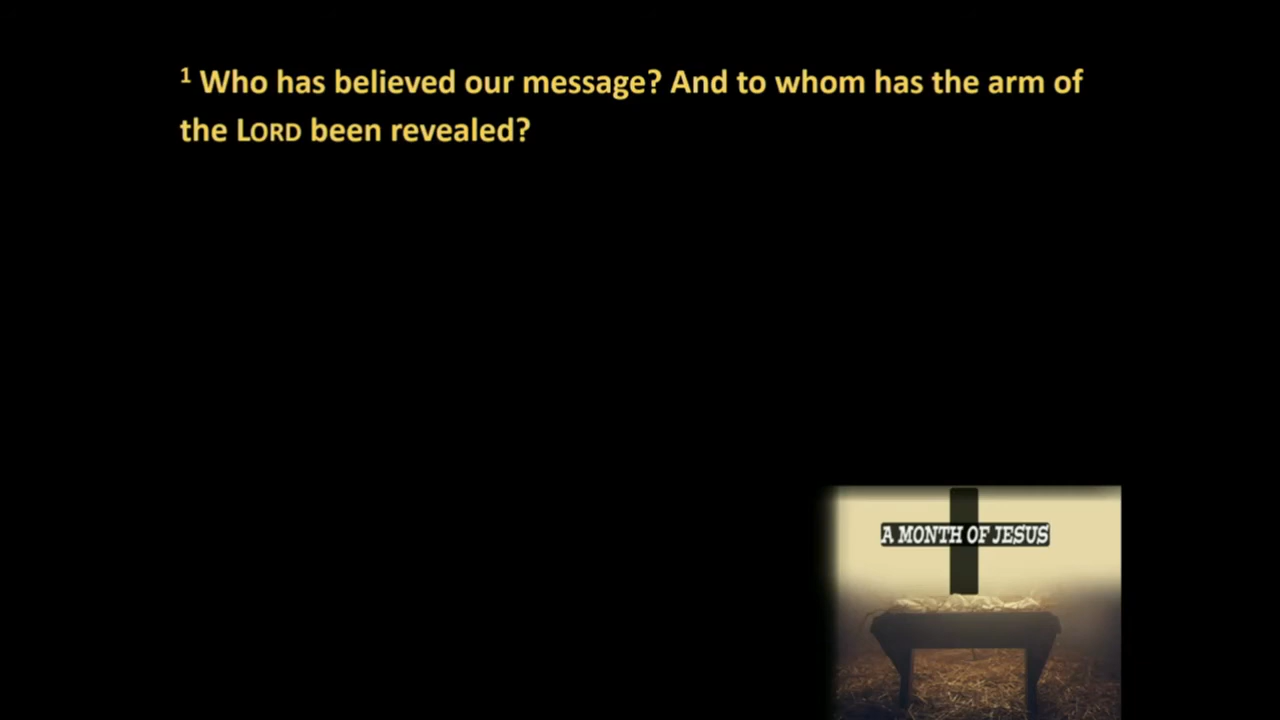 ¹ Who has believed our message? And to whom has the arm of
the LORD been revealed?
A MONTH OF JESUS